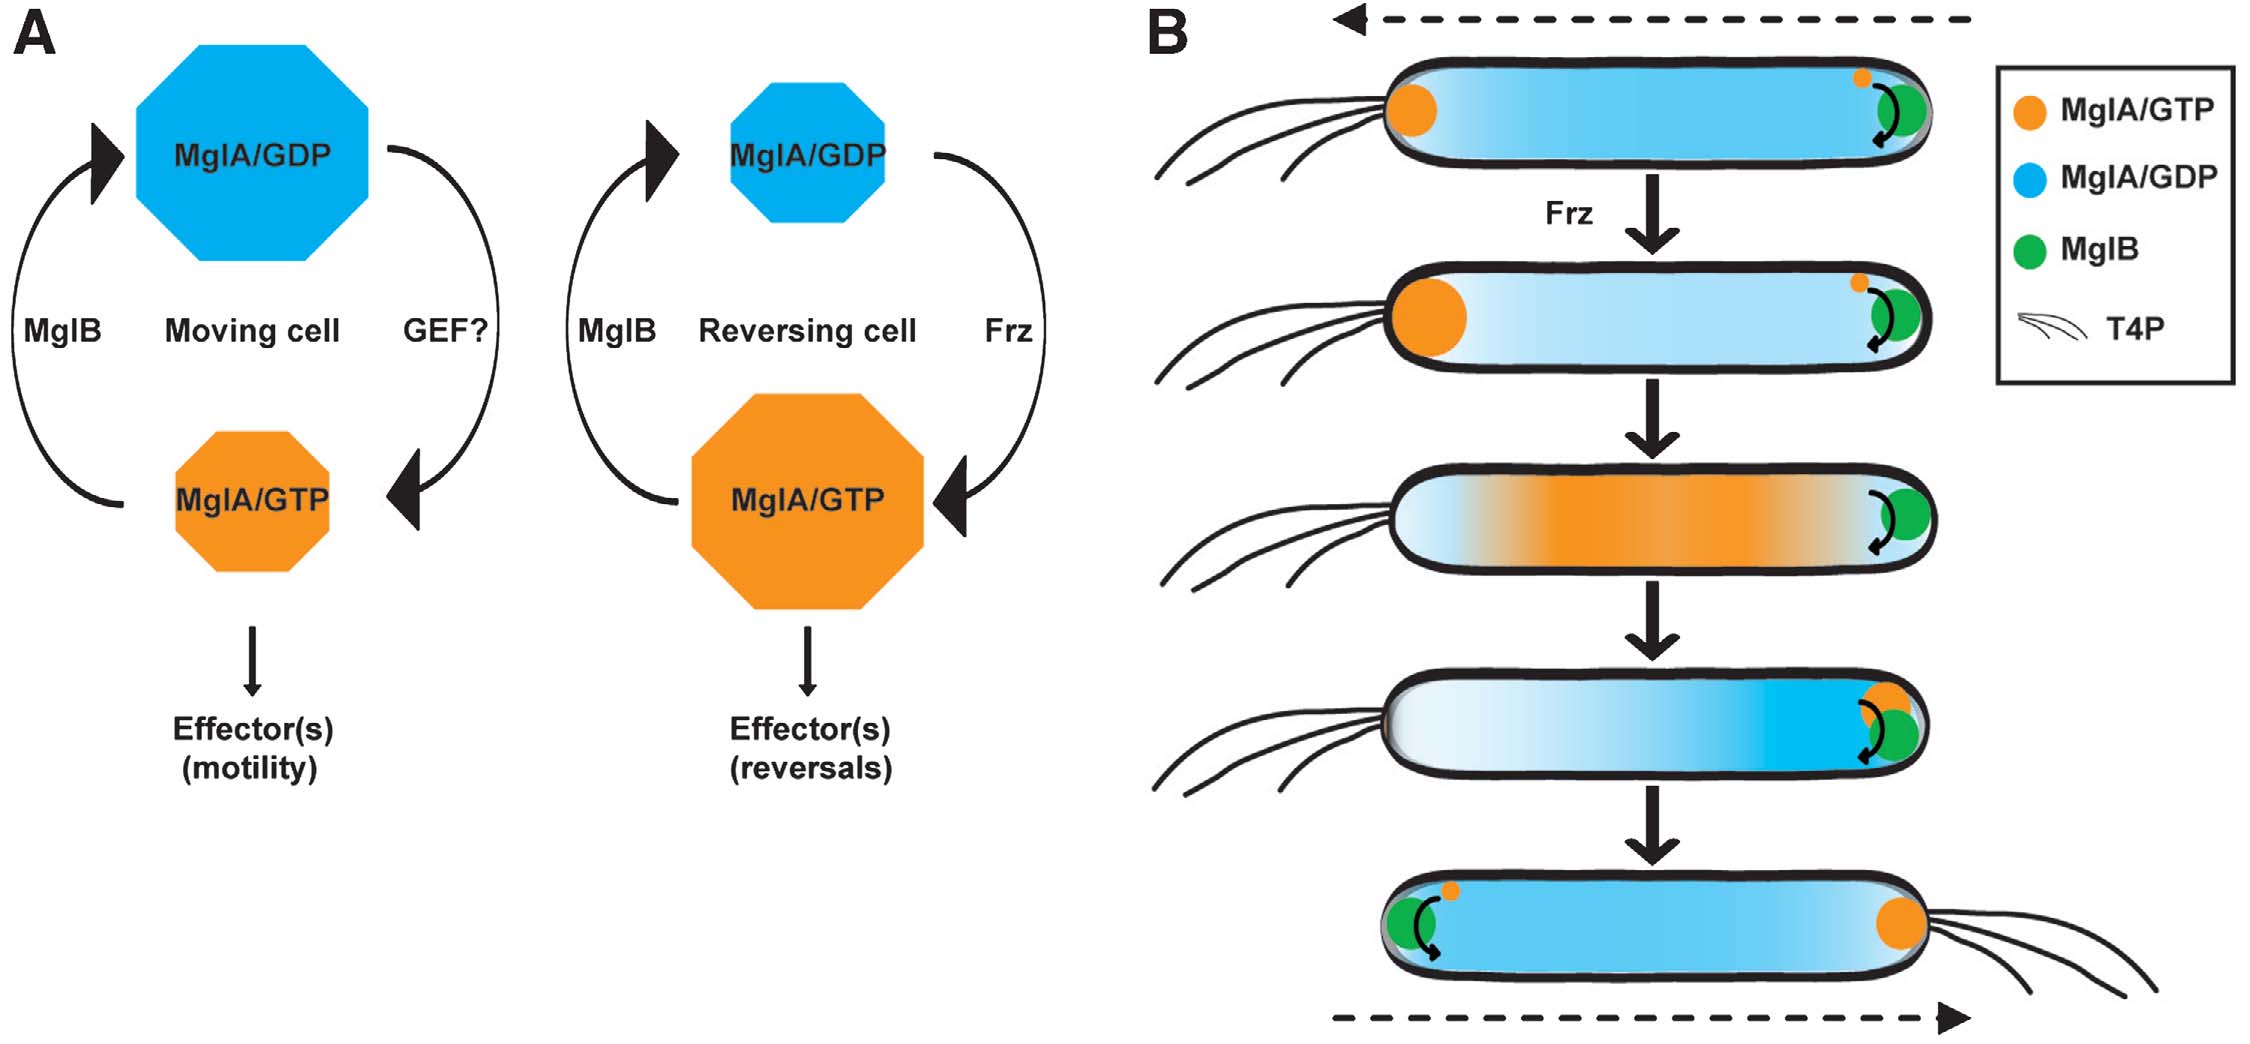 A
MglA/GDP
MglB
Moving cell
GEF?
MglA/GTP
Effector(s)
(motility)
MglA/GDP
MglB
Reversing cell
Frz
MglA/GTP
Effector(s)
(reversals)
B
Frz
MglA/GTP
MglA/GDP
MglB
T4P